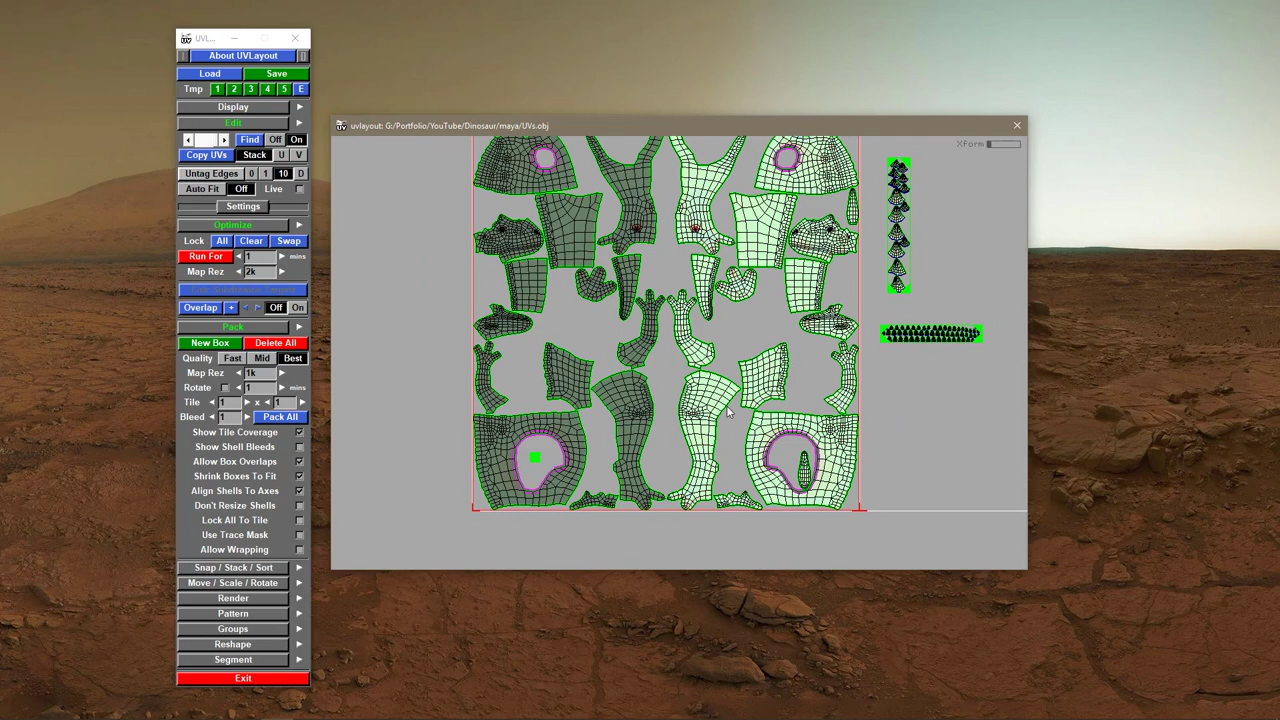 UVL...
About UVLayout
Load Save
Tmp 1 2 3 4 5 E
Display
Edit
Find Off On
Copy UVs Stack U V
Untag Edges 0 1 10 D
Auto Fit Off Live
Settings
Optimize
Lock All Clear Swap
Run For 1 mins
Map Rez 2k
Overlap + Off On
Pack
New Box Delete All
Quality Fast Mid Best
Map Rez 1k
Rotate 1 mins
Tile 1 x 1
Bleed 1 Pack All
Show Tile Coverage
Show Shell Bleeds
Allow Box Overlaps
Shrink Boxes To Fit
Align Shells To Axes
Don't Resize Shells
Lock All To Tile
Use Trace Mask
Allow Wrapping
Snap / Stack / Sort
Move / Scale / Rotate
Render
Pattern
Groups
Reshape
Segment
Exit
uvlayout: G:/Portfolio/YouTube/Dinosaur/maya/UVs.obj
Xform